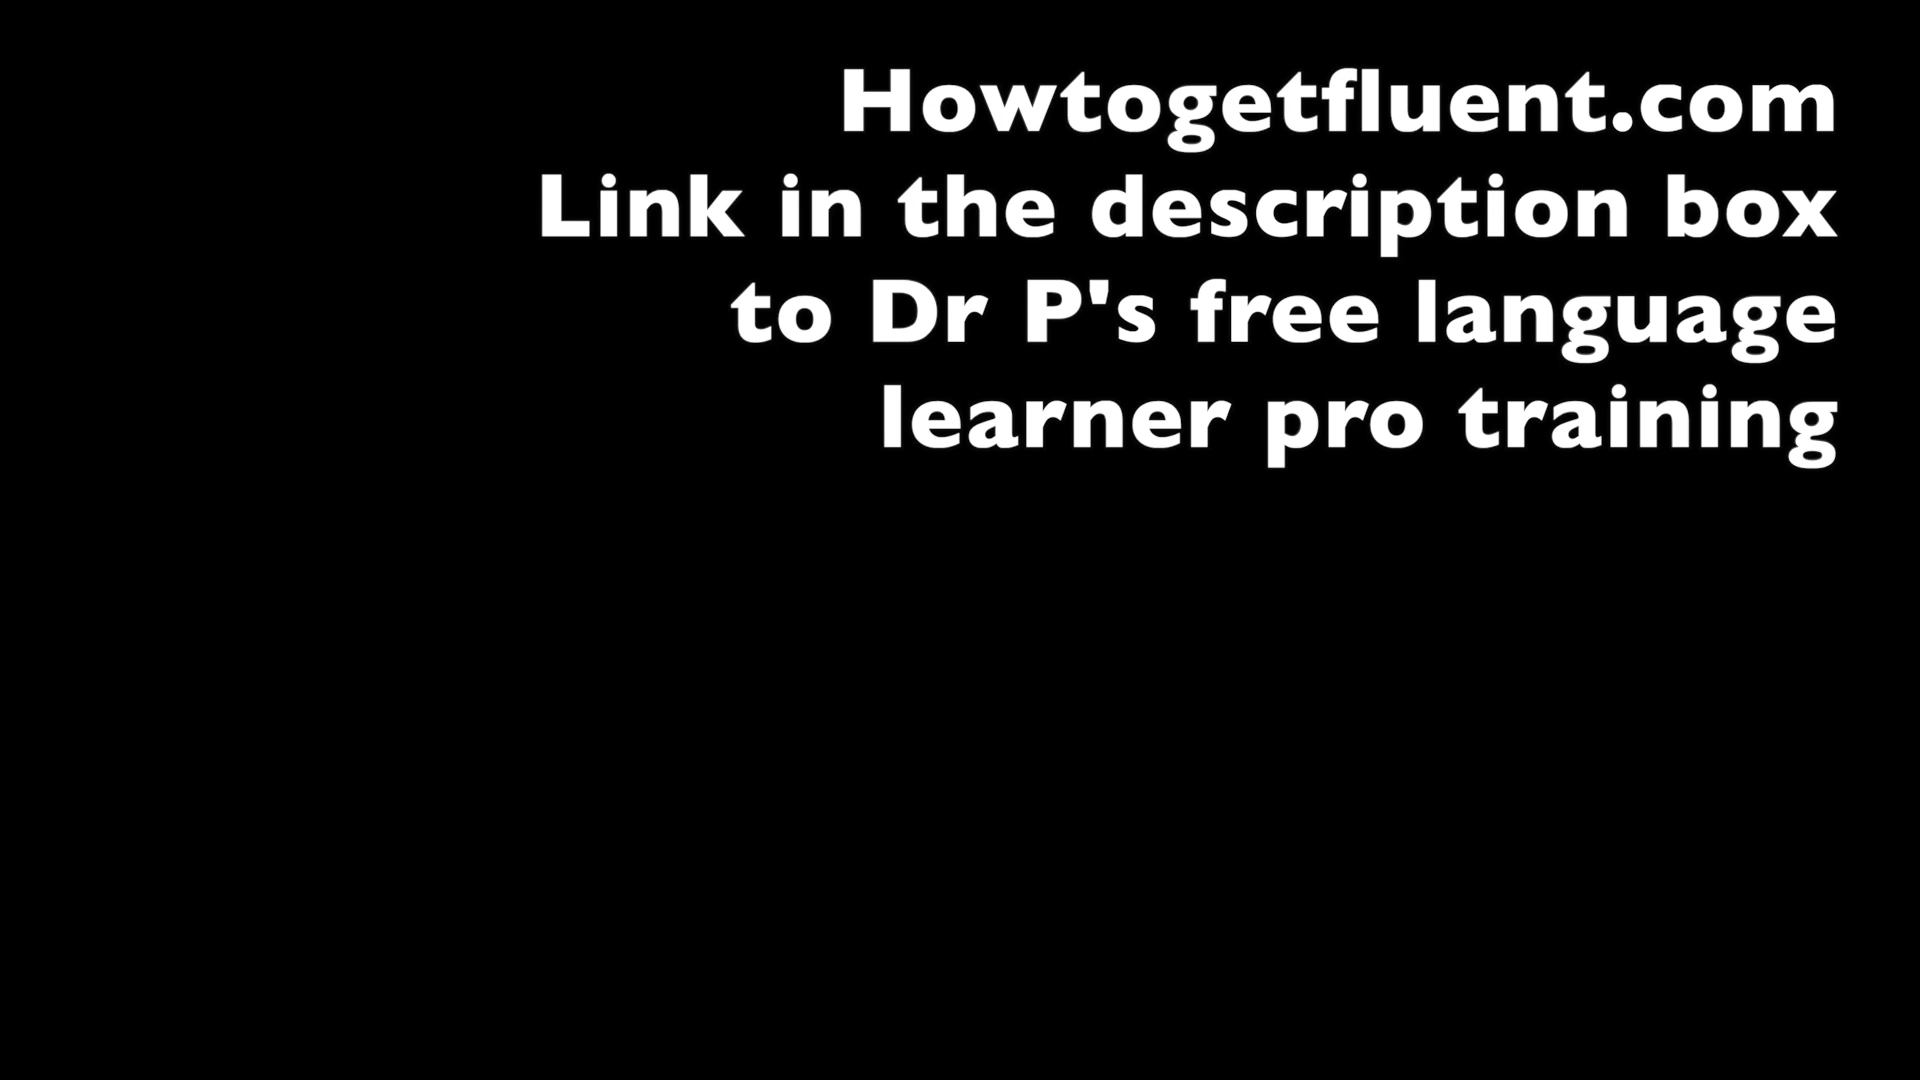 Howtogetfluent.com
Link in the description box
to Dr P's free language
learner pro training